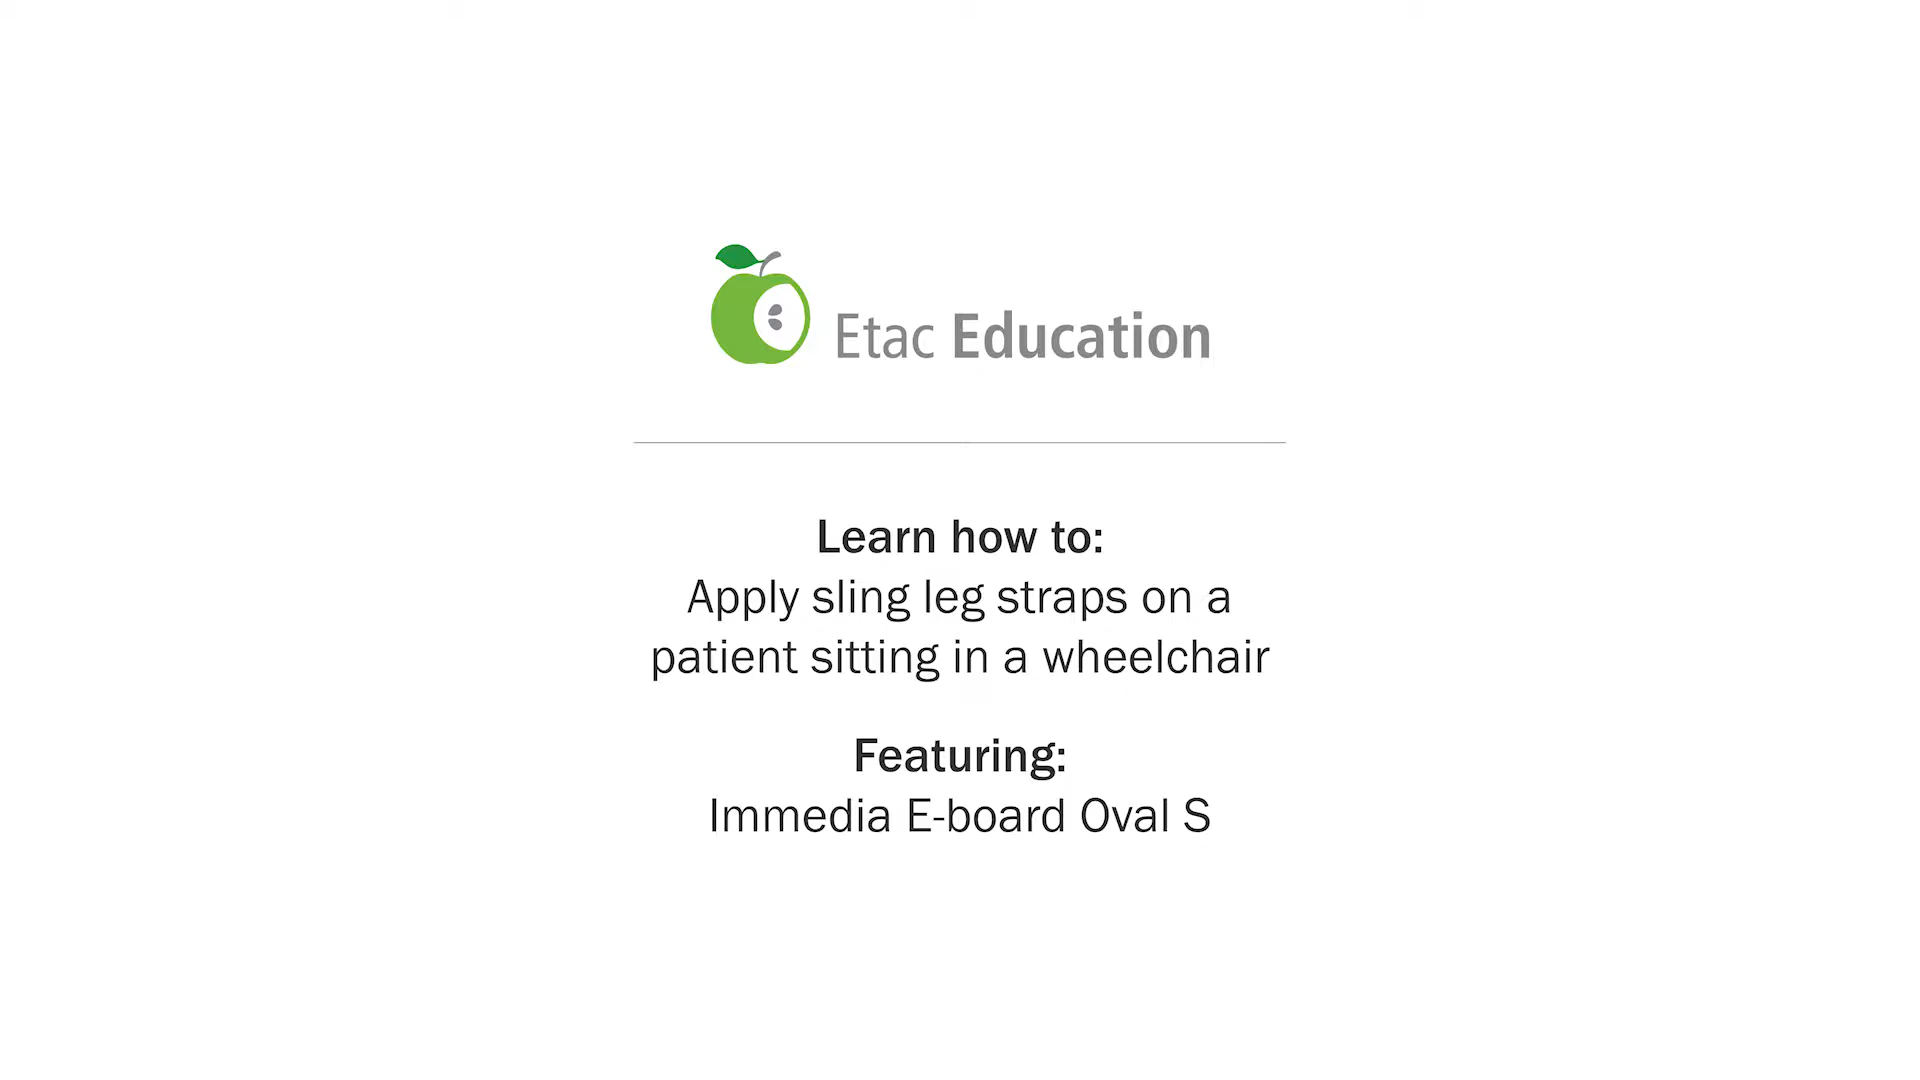 Etac Education
Learn how to:
Apply sling leg straps on a
patient sitting in a wheelchair
Featuring:
Immedia E-board Oval S